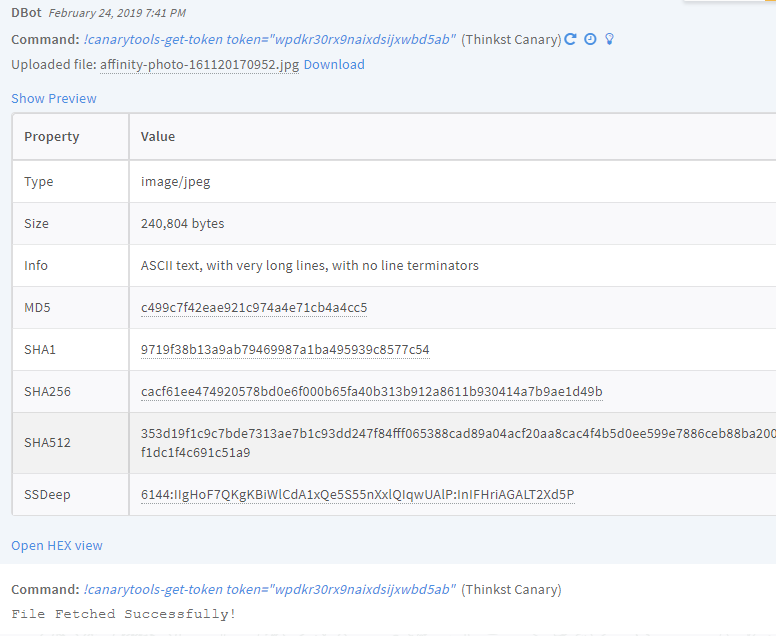 DBot February 24, 2019 7:41 PM
Command: !canarytools-get-token token="wpdkr30rx9naixdsijxwbd5ab" (Thinkst Canary)
Uploaded file: affinity-photo-161120170952.jpg Download
Show Preview
Property Value
Type image/jpeg
Size 240,804 bytes
Info ASCII text, with very long lines, with no line terminators
MD5 c499c7f42eae921c974a4e71cb4a4cc5
SHA1 9719f38b13a9ab79469987a1ba495939c8577c54
SHA256 cacf61ee474920578bd0e6f000b65fa40b313b912a8611b930414a7b9ae1d49b
SHA512 353d19f1c9c7bde7313ae7b1c93dd247f84fff065388cad89a04acf20aa8cac4f4b5d0ee599e7886ceb88ba200
f1dc1f4c691c51a9
SSDeep 6144:IIgHoF7QKgKBiWlCdA1xQe5S55nXxlQIqwUAlP:InIFHriAGALT2Xd5P
Open HEX view
Command: !canarytools-get-token token="wpdkr30rx9naixdsijxwbd5ab" (Thinkst Canary)
File Fetched Successfully!